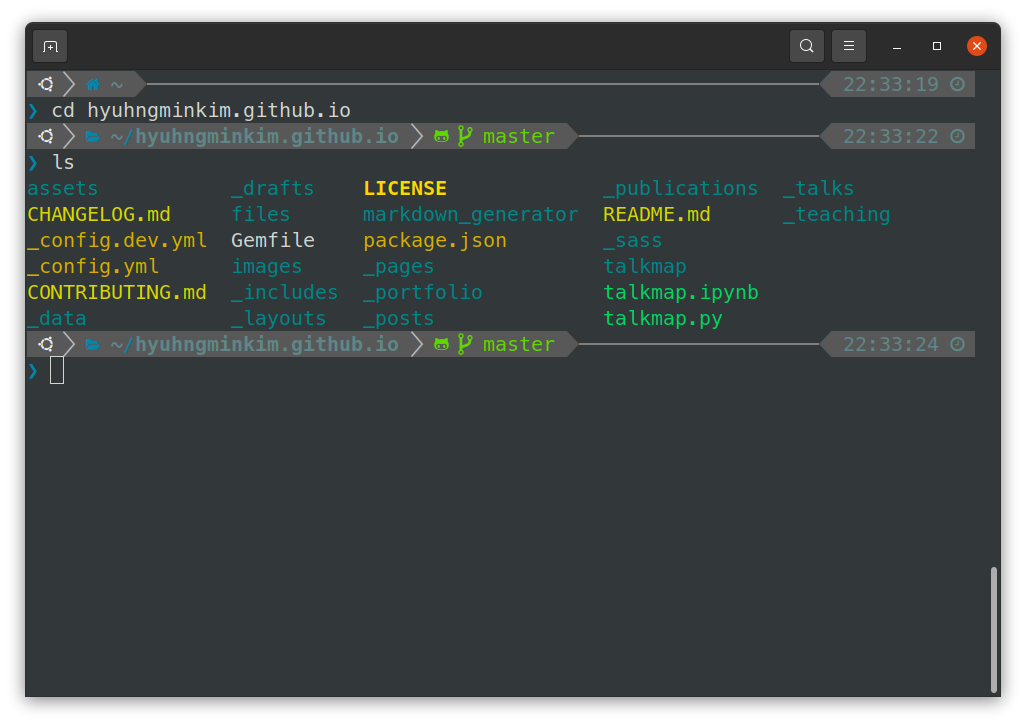 ~ 22:33:19
❯ cd hyuhngminkim.github.io
~/hyuhngminkim.github.io master 22:33:22
❯ ls
assets _drafts LICENSE _publications _talks
CHANGELOG.md files markdown_generator README.md _teaching
_config.dev.yml Gemfile package.json _sass
_config.yml images _pages talkmap
CONTRIBUTING.md _includes _portfolio talkmap.ipynb
_data _layouts _posts talkmap.py
~/hyuhngminkim.github.io master 22:33:24
❯